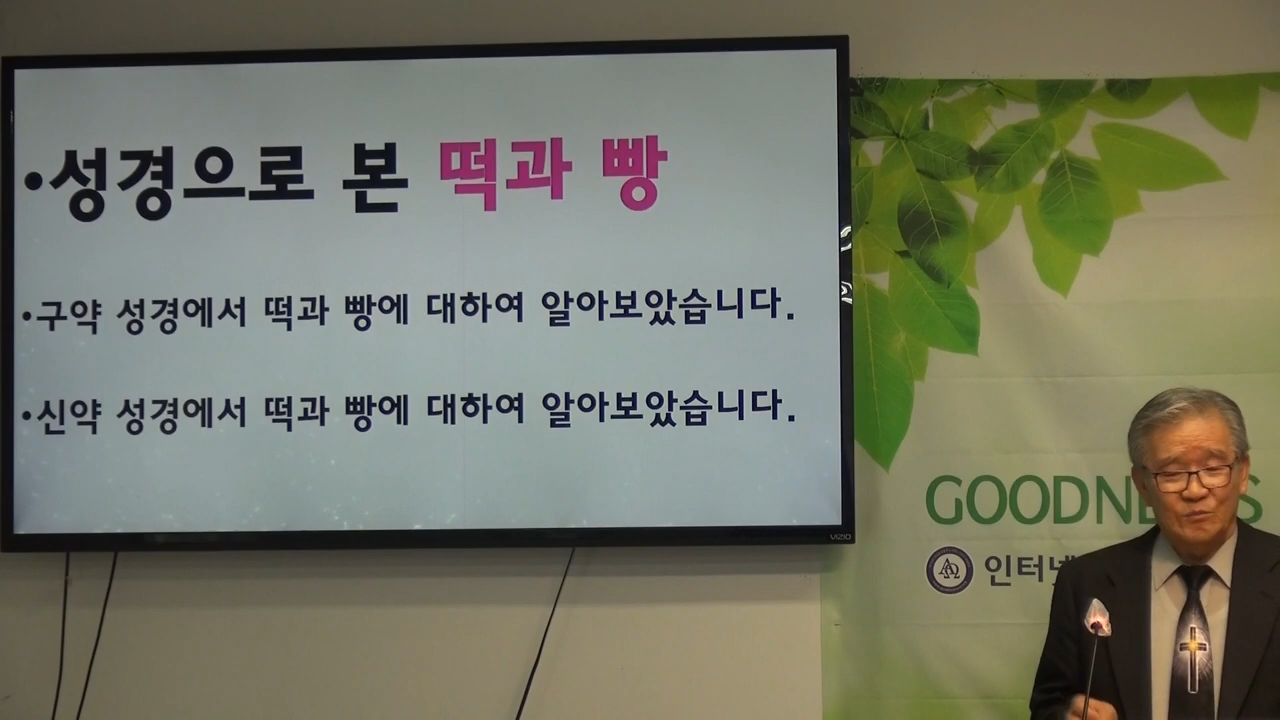 •성경으로 본 떡과 빵
•구약 성경에서 떡과 빵에 대하여 알아보았습니다.
•신약 성경에서 떡과 빵에 대하여 알아보았습니다.
VIZIO
인터넷